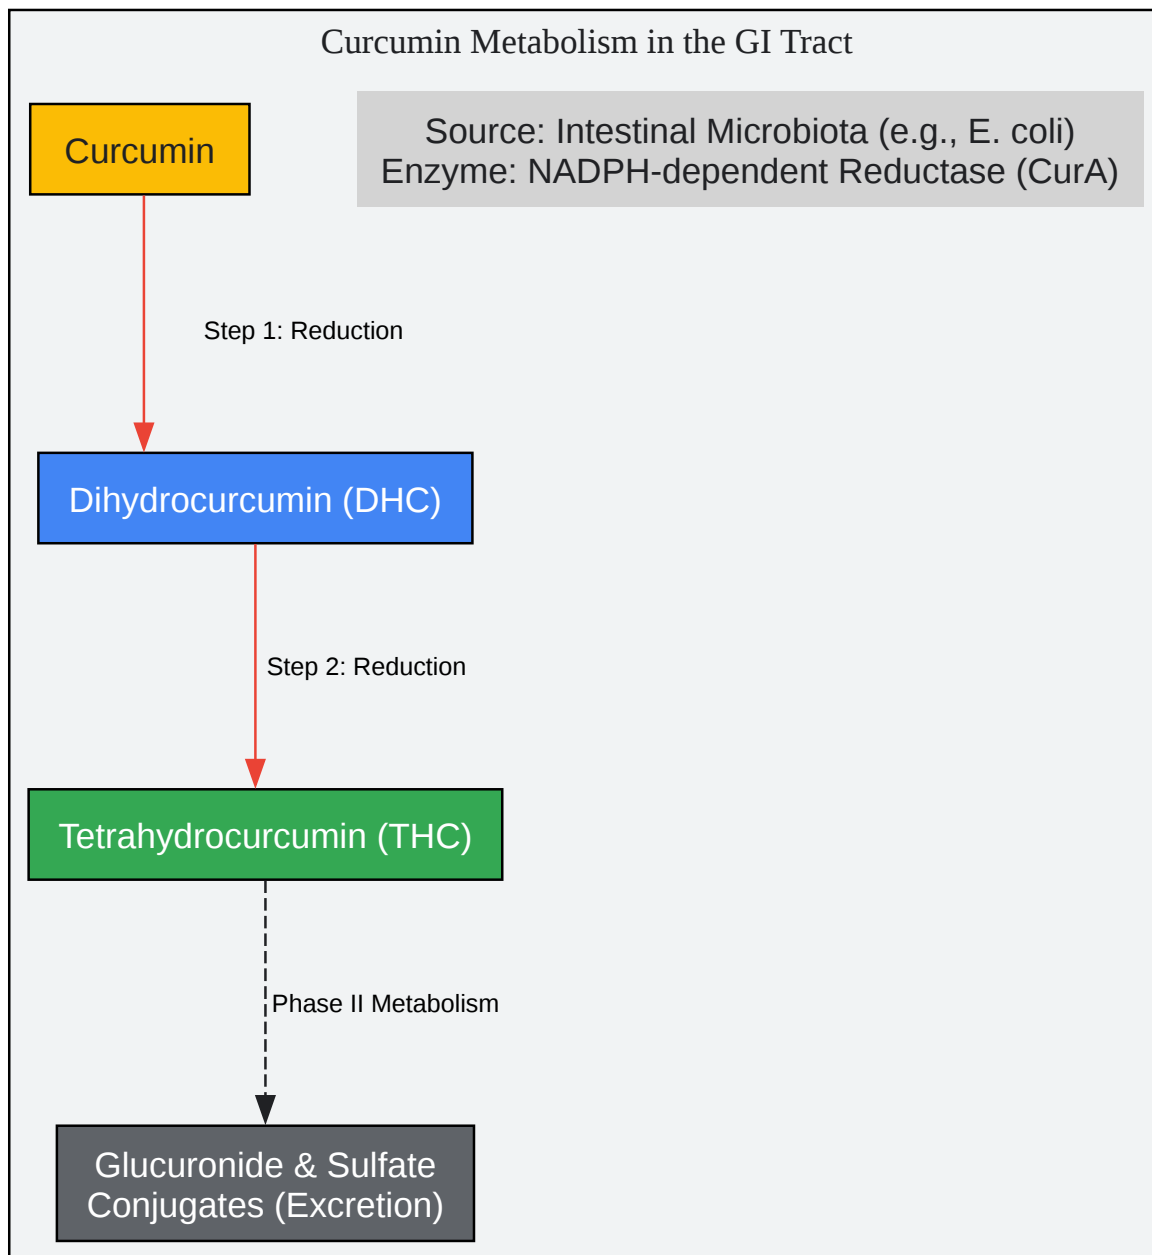 Curcumin Metabolism in the GI Tract
Curcumin
Source: Intestinal Microbiota (e.g., E. coli)
Enzyme: NADPH-dependent Reductase (CurA)
Step 1: Reduction
Dihydrocurcumin (DHC)
Step 2: Reduction
Tetrahydrocurcumin (THC)
Phase II Metabolism
Glucuronide & Sulfate
Conjugates (Excretion)